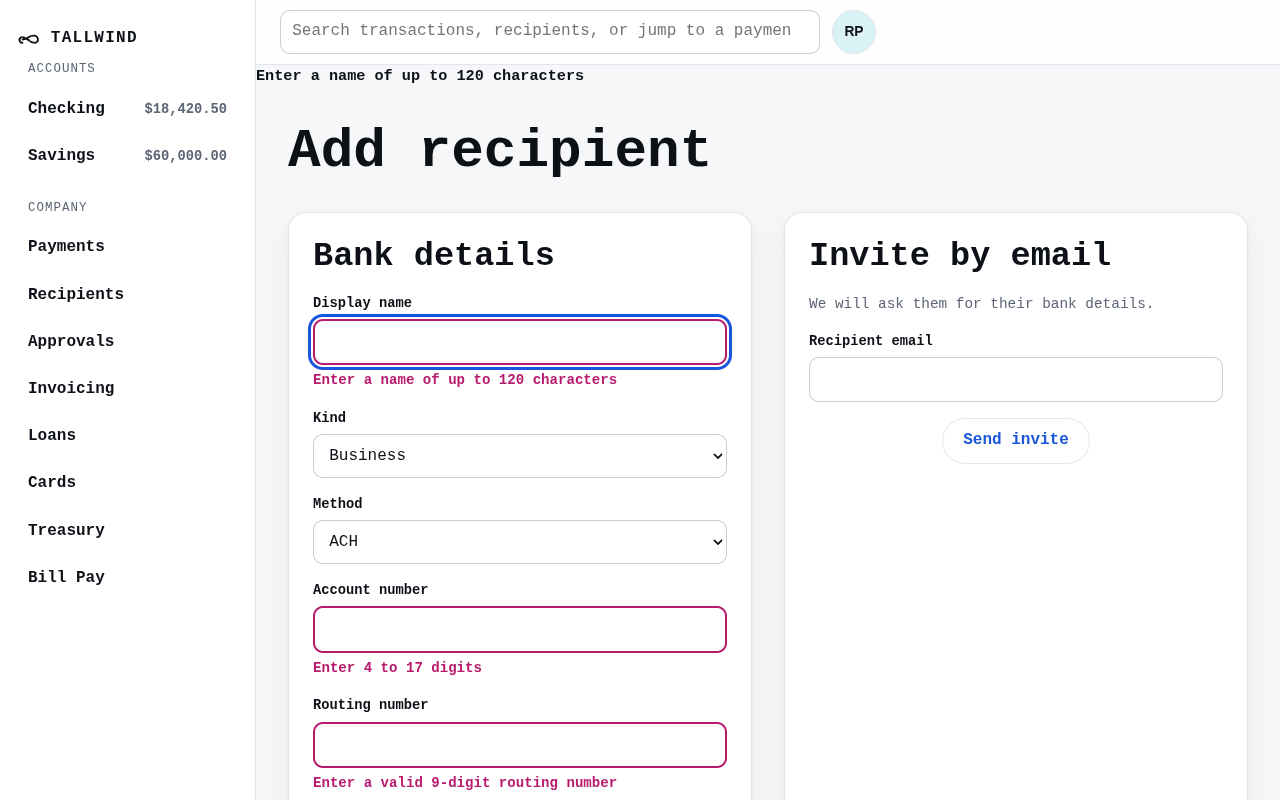 TALLWIND
ACCOUNTS
Checking $18,420.50
Savings $60,000.00
COMPANY
Payments
Recipients
Approvals
Invoicing
Loans
Cards
Treasury
Bill Pay
Search transactions, recipients, or jump to a paymen
RP
Enter a name of up to 120 characters
Add recipient
Bank details
Display name
Enter a name of up to 120 characters
Kind
Business
Method
ACH
Account number
Enter 4 to 17 digits
Routing number
Enter a valid 9-digit routing number
Invite by email
We will ask them for their bank details.
Recipient email
Send invite